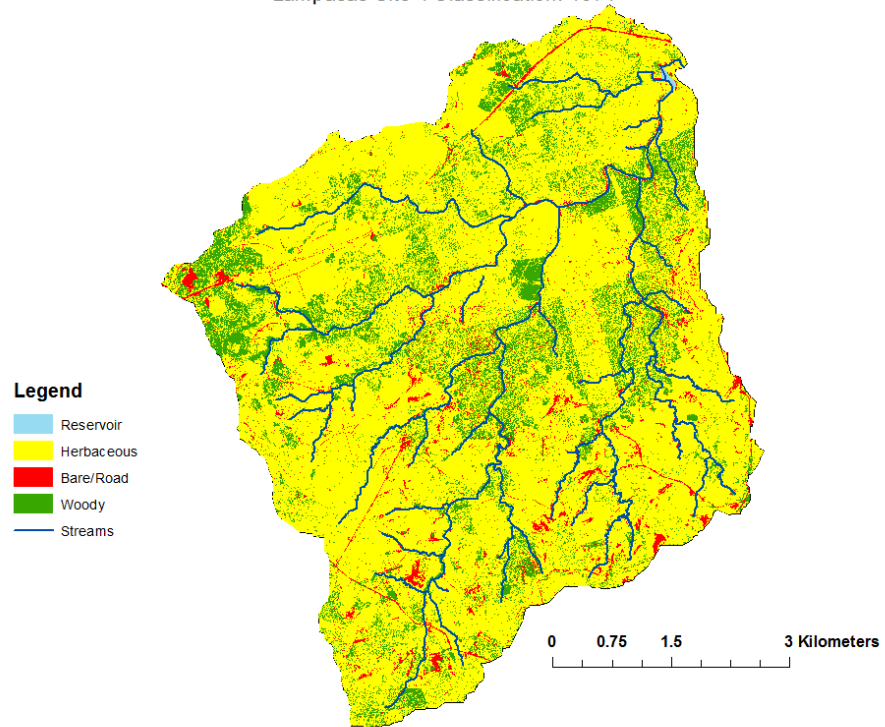 Legend
Reservoir
Herbaceous
Bare/Road
Woody
Streams
0 0.75 1.5 3 Kilometers